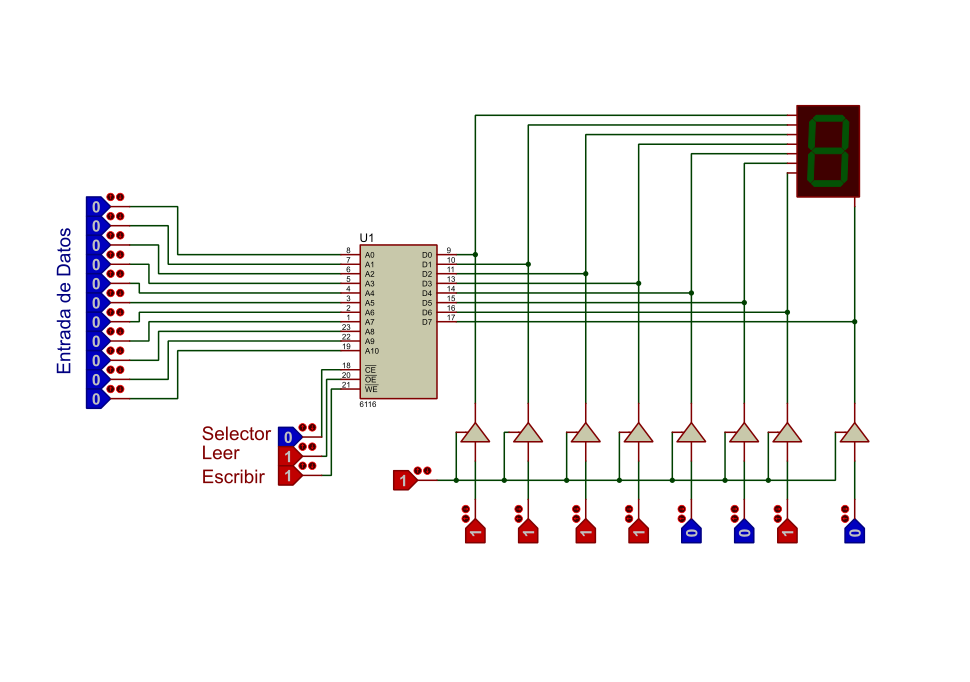 Entrada de Datos
0
0
0
0
0
0
0
0
0
0
0
U1
8 A0 D0 9
7 A1 D1 10
6 A2 D2 11
5 A3 D3 13
4 A4 D4 14
3 A5 D5 15
2 A6 D6 16
1 A7 D7 17
23 A8
22 A9
19 A10
18 CE
20 OE
21 WE
6116
Selector 0
Leer 1
Escribir 1
1
1 1 1 1 0 0 1 0